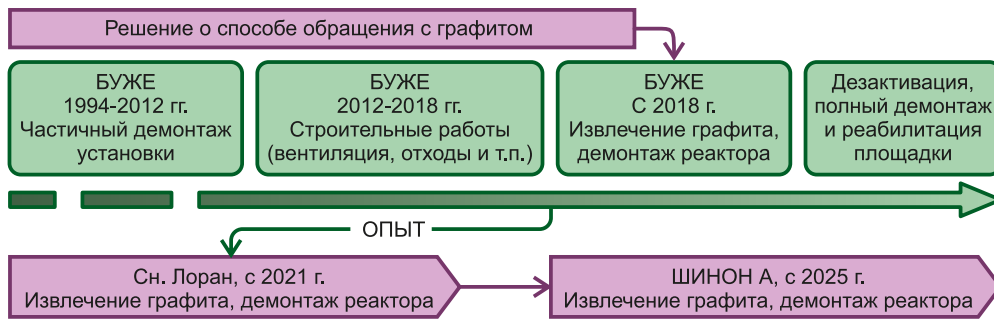 Решение о способе обращения с графитом
БУЖЕ
1994-2012 гг.
Частичный демонтаж
установки
БУЖЕ
2012-2018 гг.
Строительные работы
(вентиляция, отходы и т.п.)
БУЖЕ
С 2018 г.
Извлечение графита,
демонтаж реактора
Дезактивация,
полный демонтаж
и реабилитация
площадки
ОПЫТ
Сн. Лоран, с 2021 г.
Извлечение графита, демонтаж реактора
ШИНОН А, с 2025 г.
Извлечение графита, демонтаж реактора